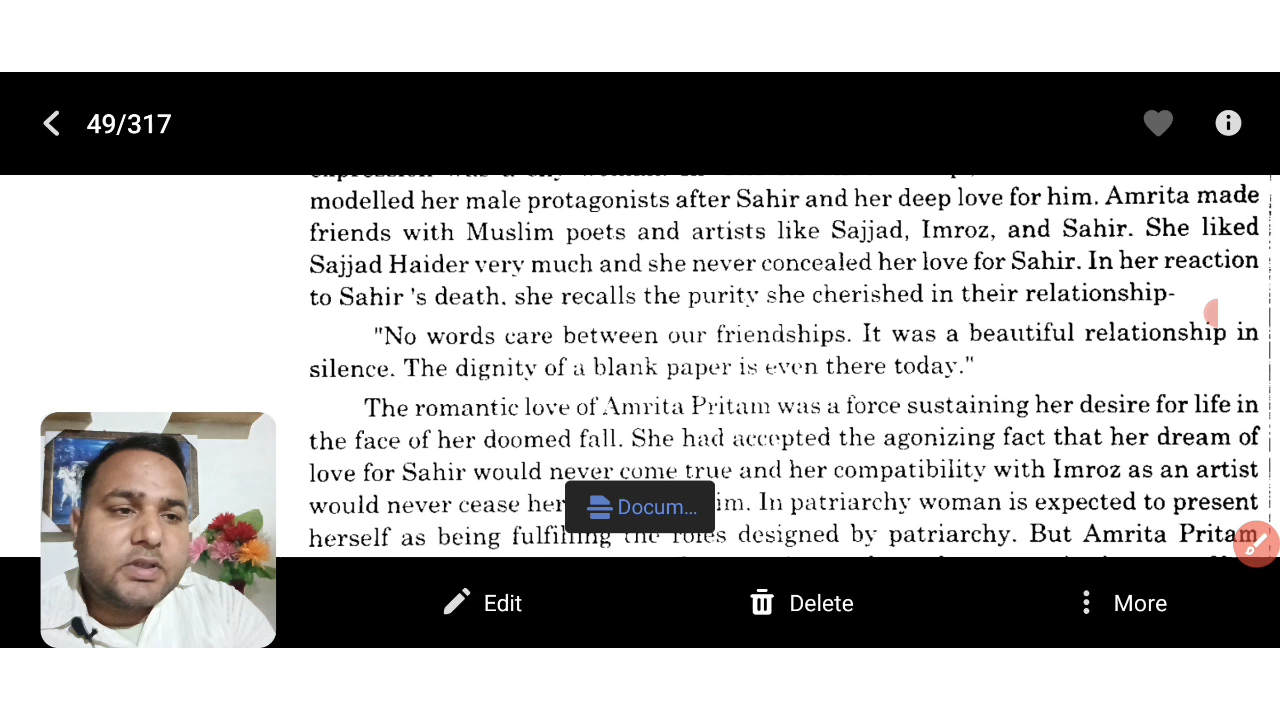 49/317
modelled her male protagonists after Sahir and her deep love for him. Amrita made
friends with Muslim poets and artists like Sajjad, Imroz, and Sahir. She liked
Sajjad Haider very much and she never concealed her love for Sahir. In her reaction
to Sahir 's death. she recalls the purity she cherished in their relationship-
"No words care between our friendships. It was a beautiful relationship in
silence. The dignity of a blank paper is even there today."
The romantic love of Amrita Pritam was a force sustaining her desire for life in
the face of her doomed fall. She had accepted the agonizing fact that her dream of
love for Sahir would never come true and her compatibility with Imroz as an artist
would never cease her im. In patriarchy woman is expected to present
herself as being fulfilling the roles designed by patriarchy. But Amrita Pritam
Docum...
Edit
Delete
More